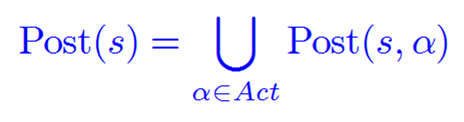 Post(s) = ⋃ Post(s, α)
α∈Act